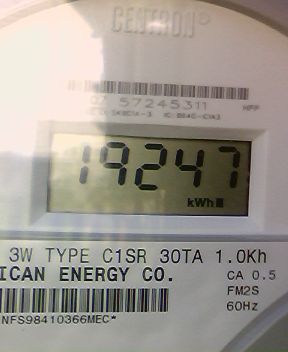 CENTRON®
57245311
19247
kWh
3W TYPE C1SR 30TA 1.0Kh
ICAN ENERGY CO.
CA 0.5
FM2S
60Hz
NFS98410366MEC*